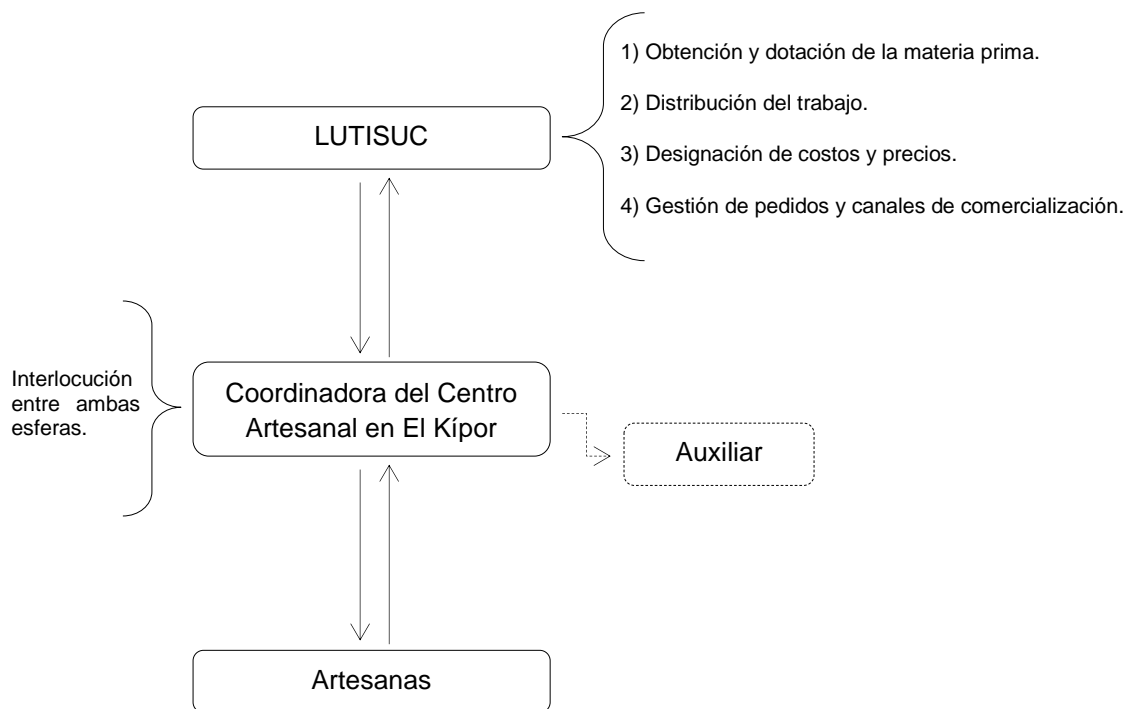 1) Obtención y dotación de la materia prima.
LUTISUC
2) Distribución del trabajo.
3) Designación de costos y precios.
4) Gestión de pedidos y canales de comercialización.
Interlocución
entre ambas
esferas.
Coordinadora del Centro
Artesanal en El Kípor
Auxiliar
Artesanas